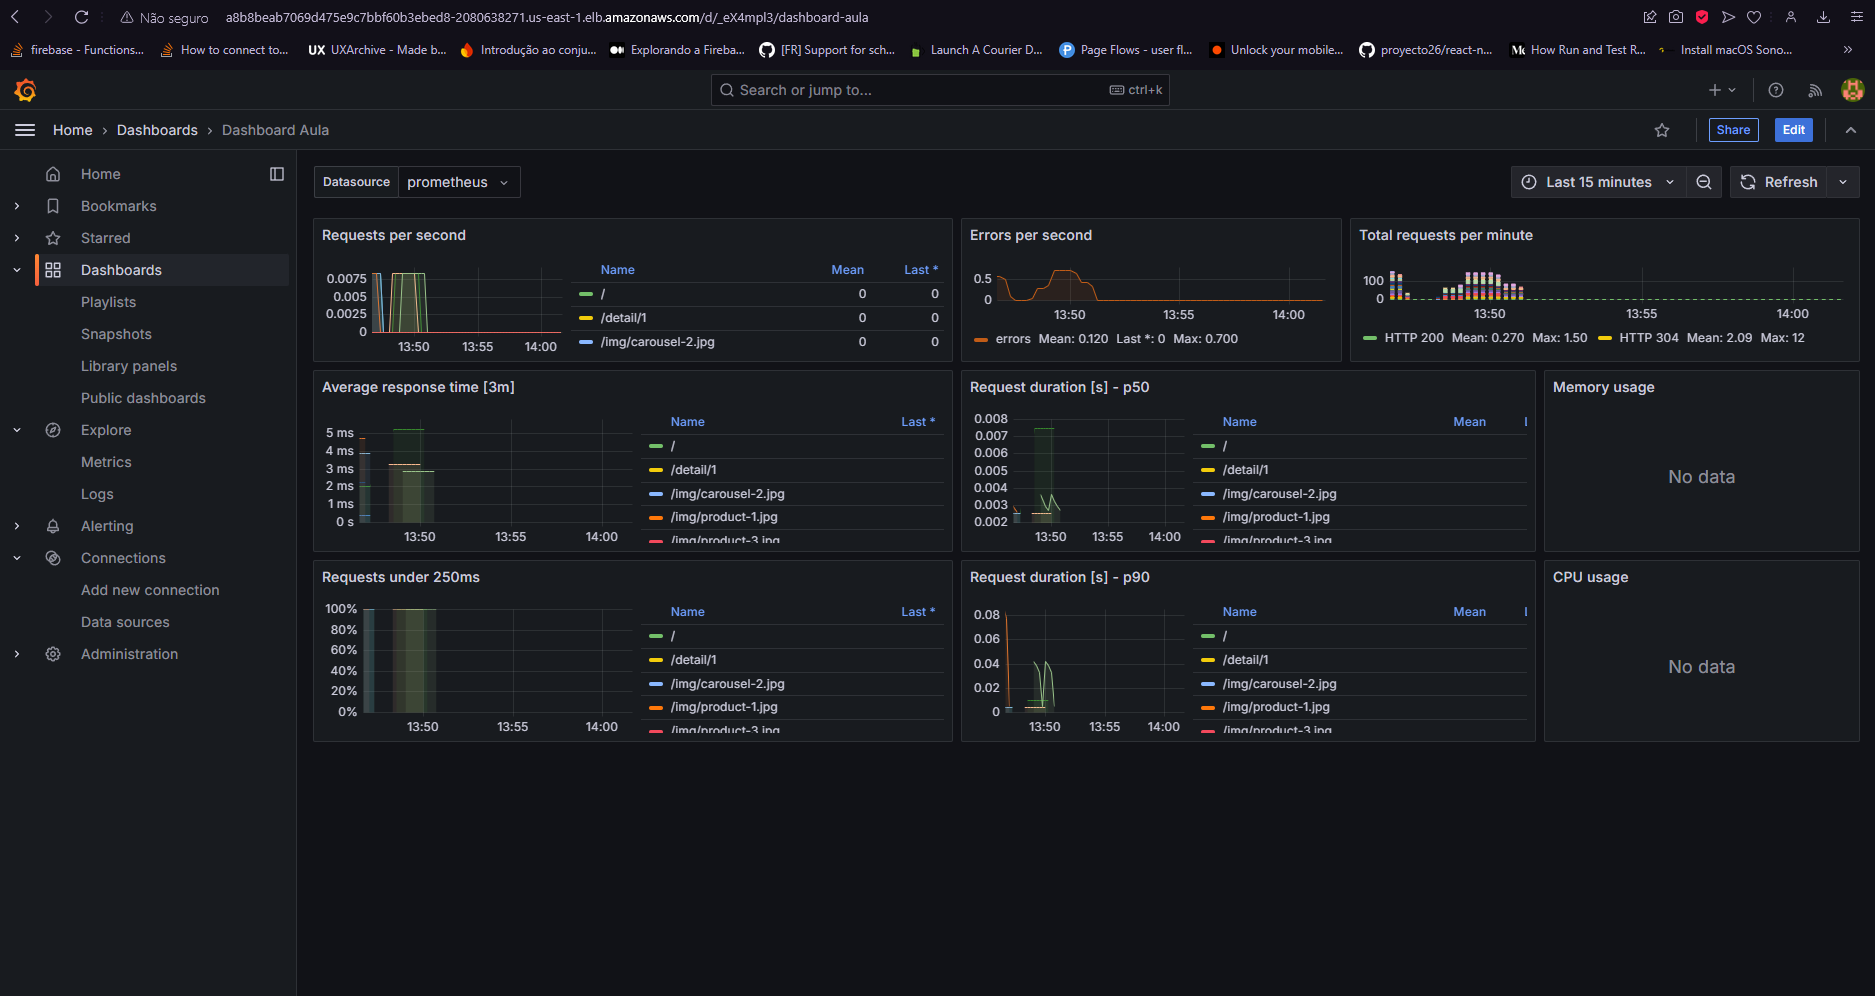 Não seguro a8b8beab7069d475e9c7bbf60b3ebed8-2080638271.us-east-1.elb.amazonaws.com/d/_eX4mpl3/dashboard-aula
firebase - Functions... How to connect to... UX UXArchive - Made b... Introdução ao conju... Explorando a Fireba... [FR] Support for sch... Launch A Courier D... Page Flows - user fl... Unlock your mobile... proyecto26/react-n... How Run and Test R... Install macOS Sono... »
Search or jump to... ctrl+k
Home › Dashboards › Dashboard Aula Share Edit
Home
Bookmarks
Starred
Dashboards
Playlists
Snapshots
Library panels
Public dashboards
Explore
Metrics
Logs
Alerting
Connections
Add new connection
Data sources
Administration
Datasource prometheus Last 15 minutes Refresh
Requests per second
0.0075
0.005
0.0025
0
13:50 13:55 14:00
Name Mean Last *
/ 0 0
/detail/1 0 0
/img/carousel-2.jpg 0 0
Errors per second
0.5
0
13:50 13:55 14:00
errors Mean: 0.120 Last *: 0 Max: 0.700
Total requests per minute
100
0
13:50 13:55 14:00
HTTP 200 Mean: 0.270 Max: 1.50 HTTP 304 Mean: 2.09 Max: 12
Average response time [3m]
5 ms
4 ms
3 ms
2 ms
1 ms
0 s
13:50 13:55 14:00
Name Last *
/
/detail/1
/img/carousel-2.jpg
/img/product-1.jpg
/img/product-3.jpg
Request duration [s] - p50
0.008
0.007
0.006
0.005
0.004
0.003
0.002
13:50 13:55 14:00
Name Mean L
/
/detail/1
/img/carousel-2.jpg
/img/product-1.jpg
/img/product-3.jpg
Memory usage
No data
Requests under 250ms
100%
80%
60%
40%
20%
0%
13:50 13:55 14:00
Name Last *
/
/detail/1
/img/carousel-2.jpg
/img/product-1.jpg
/img/product-3.jpg
Request duration [s] - p90
0.08
0.06
0.04
0.02
0
13:50 13:55 14:00
Name Mean L
/
/detail/1
/img/carousel-2.jpg
/img/product-1.jpg
/img/product-3.jpg
CPU usage
No data